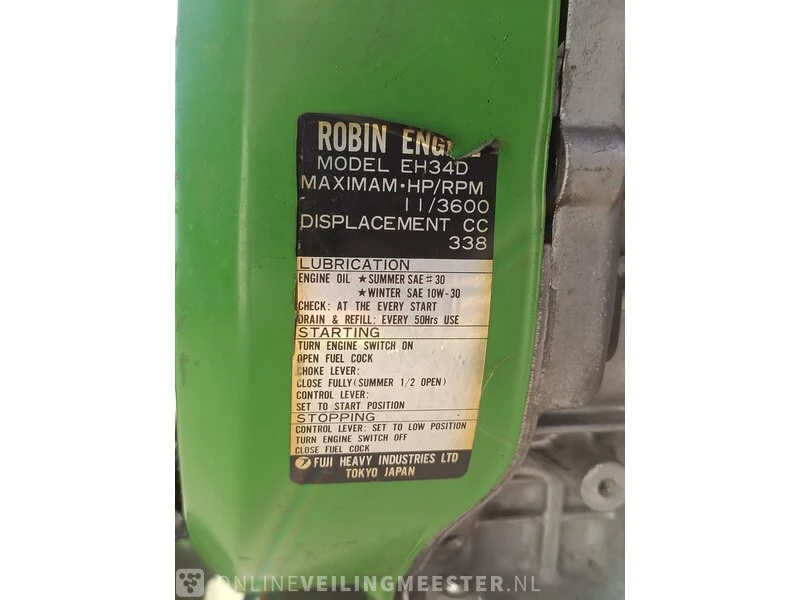 ROBIN ENGINE
MODEL EH34D
MAXIMAM·HP/RPM
11/3600
DISPLACEMENT CC
338
LUBRICATION
ENGINE OIL ★SUMMER SAE #30
★WINTER SAE 10W-30
CHECK: AT THE EVERY START
DRAIN & REFILL: EVERY 50Hrs USE
STARTING
TURN ENGINE SWITCH ON
OPEN FUEL COCK
CHOKE LEVER:
CLOSE FULLY (SUMMER 1/2 OPEN)
CONTROL LEVER:
SET TO START POSITION
STOPPING
CONTROL LEVER: SET TO LOW POSITION
TURN ENGINE SWITCH OFF
CLOSE FUEL COCK
FUJI HEAVY INDUSTRIES LTD
TOKYO JAPAN
ONLINEVEILINGMEESTER.NL